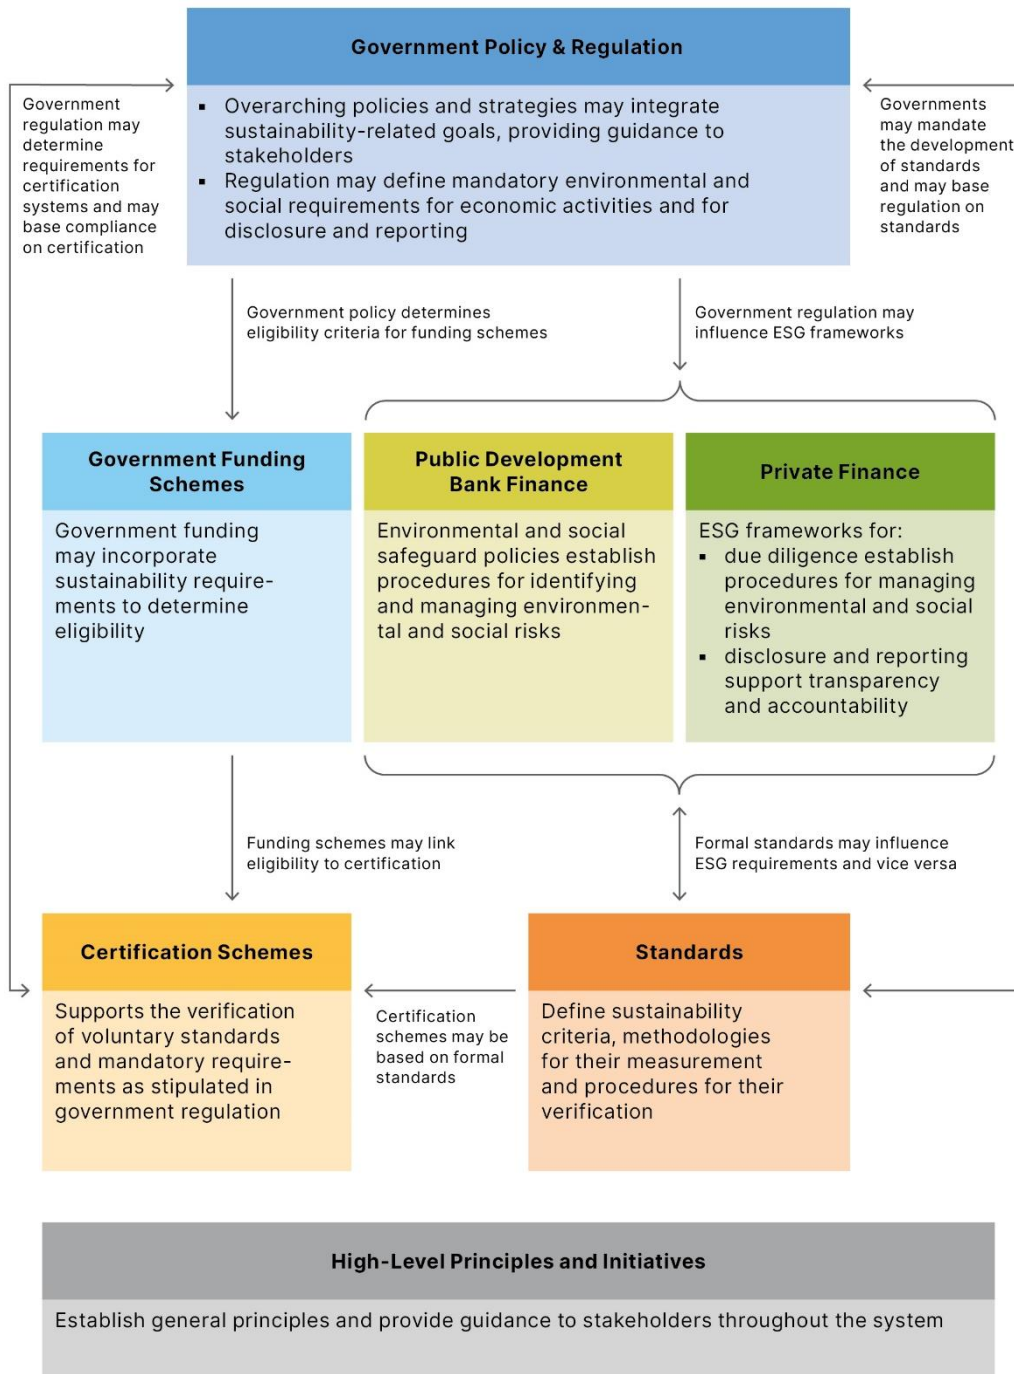 Government Policy & Regulation
Government
regulation may
determine
requirements for
certification
systems and may
base compliance
on certification
▪ Overarching policies and strategies may integrate
sustainability-related goals, providing guidance to
stakeholders
▪ Regulation may define mandatory environmental and
social requirements for economic activities and for
disclosure and reporting
Governments
may mandate
the development
of standards
and may base
regulation on
standards
Government policy determines
eligibility criteria for funding schemes
Government regulation may
influence ESG frameworks
Government Funding
Schemes
Government funding
may incorporate
sustainability require-
ments to determine
eligibility
Public Development
Bank Finance
Environmental and social
safeguard policies establish
procedures for identifying
and managing environmen-
tal and social risks
Private Finance
ESG frameworks for:
▪ due diligence establish
procedures for managing
environmental and social
risks
▪ disclosure and reporting
support transparency
and accountability
Funding schemes may link
eligibility to certification
Formal standards may influence
ESG requirements and vice versa
Certification Schemes
Supports the verification
of voluntary standards
and mandatory require-
ments as stipulated in
government regulation
Certification
schemes may be
based on formal
standards
Standards
Define sustainability
criteria, methodologies
for their measurement
and procedures for their
verification
High-Level Principles and Initiatives
Establish general principles and provide guidance to stakeholders throughout the system